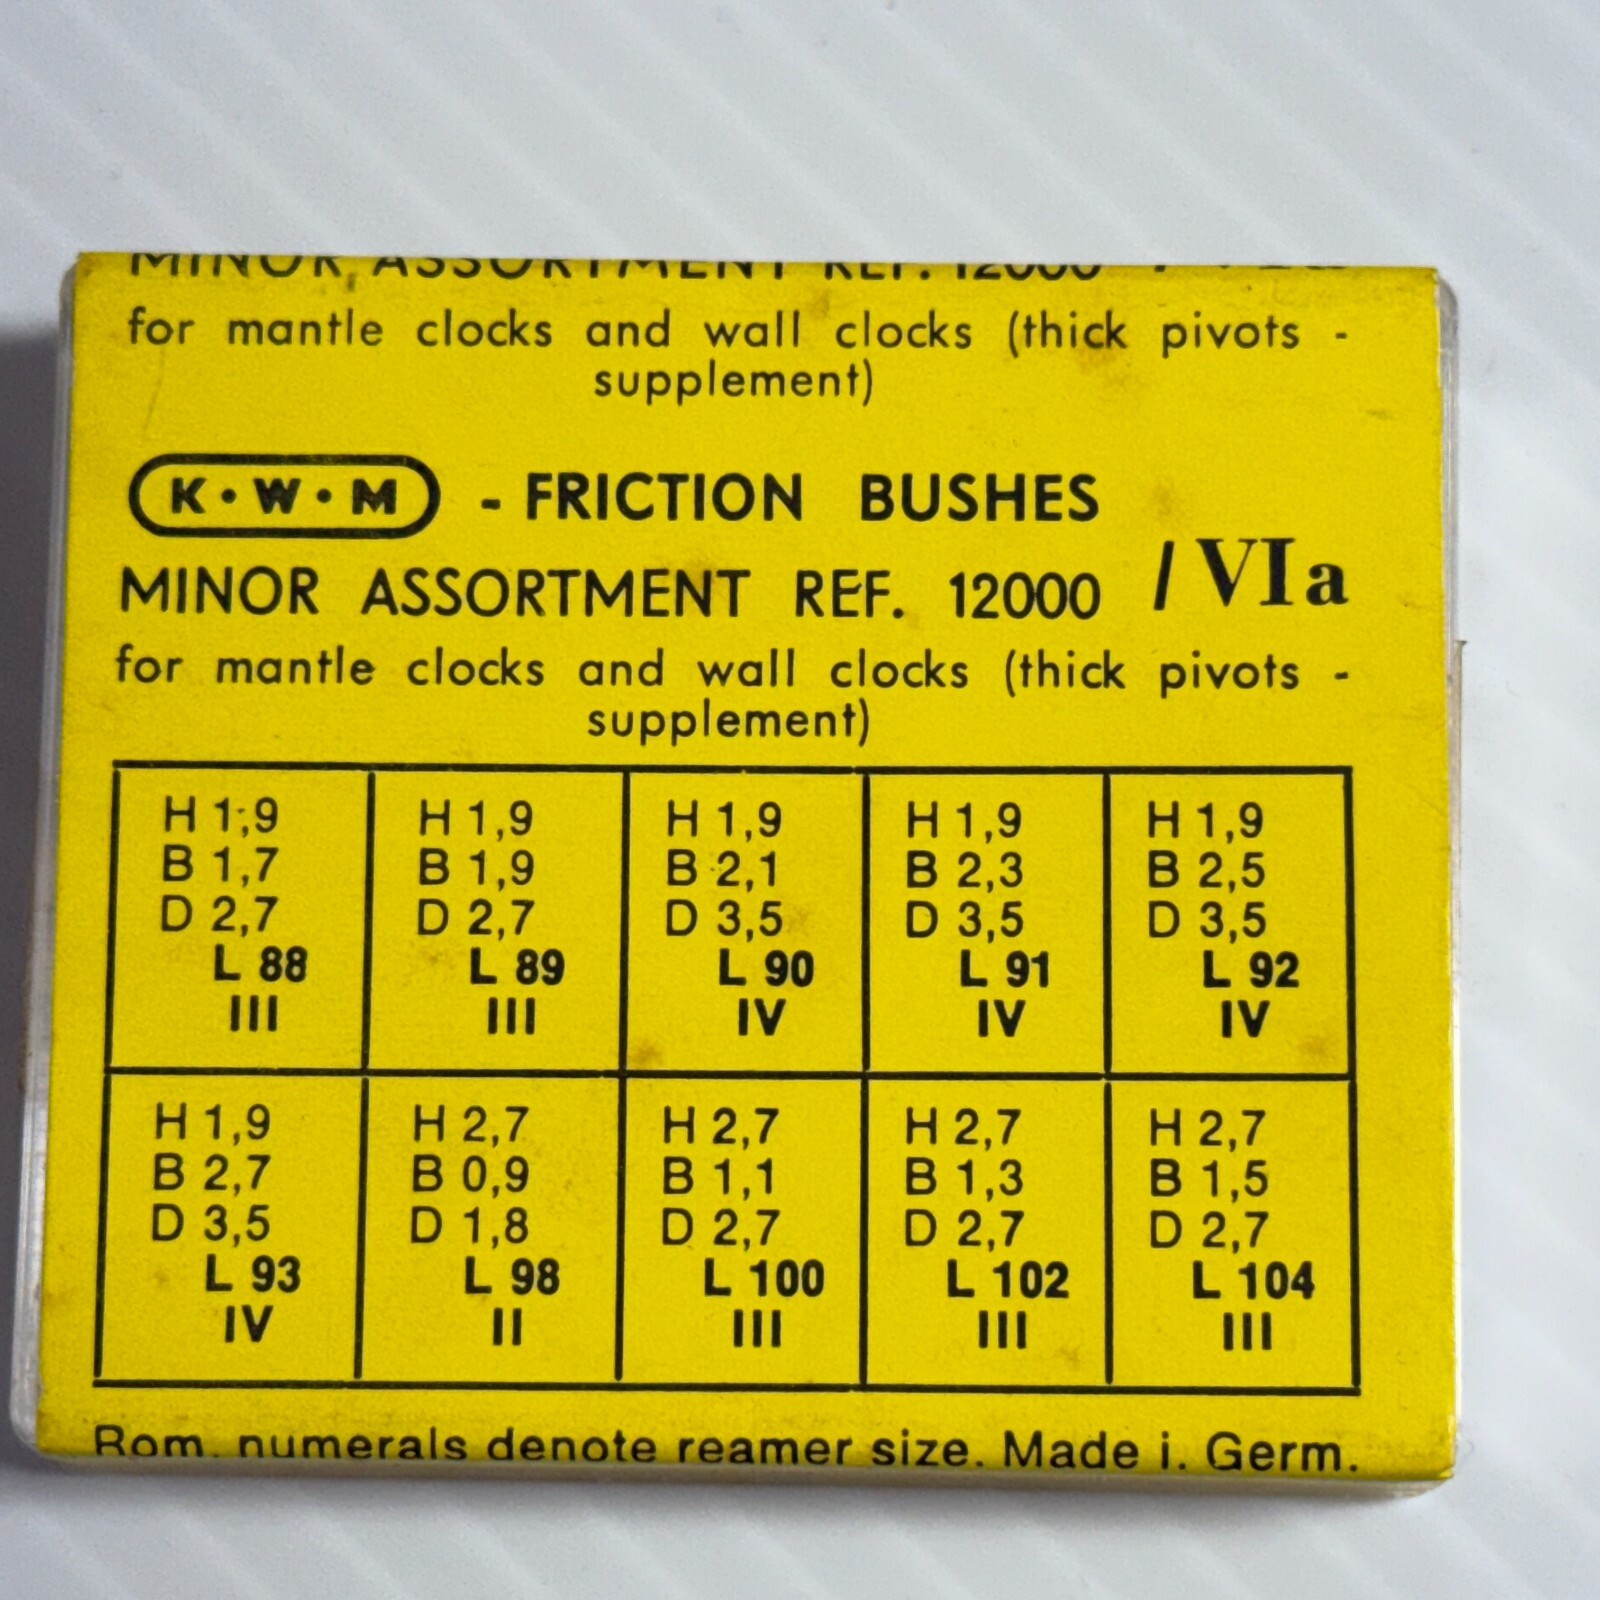 MINOR ASSORTMENT REF. 12000 / VIa
for mantle clocks and wall clocks (thick pivots -
supplement)
K·W·M - FRICTION BUSHES
MINOR ASSORTMENT REF. 12000 / VIa
for mantle clocks and wall clocks (thick pivots -
supplement)
H 1,9 H 1,9 H 1,9 H 1,9 H 1,9
B 1,7 B 1,9 B 2,1 B 2,3 B 2,5
D 2,7 D 2,7 D 3,5 D 3,5 D 3,5
L 88 L 89 L 90 L 91 L 92
III III IV IV IV
H 1,9 H 2,7 H 2,7 H 2,7 H 2,7
B 2,7 B 0,9 B 1,1 B 1,3 B 1,5
D 3,5 D 1,8 D 2,7 D 2,7 D 2,7
L 93 L 98 L 100 L 102 L 104
IV II III III III
Rom. numerals denote reamer size. Made i. Germ.